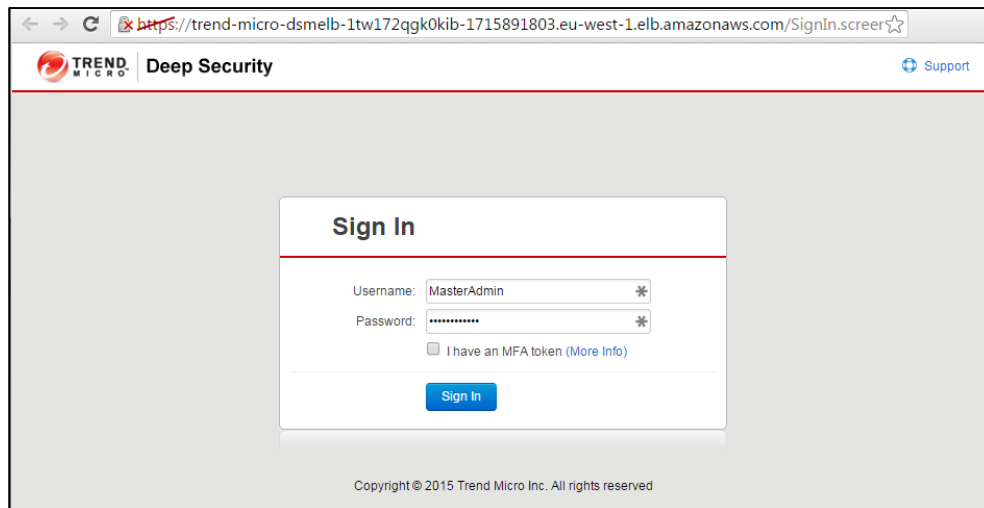 https://trend-micro-dsmelb-1tw172qgk0kib-1715891803.eu-west-1.elb.amazonaws.com/SignIn.screen
TREND MICRO Deep Security Support
Sign In
Username: MasterAdmin
Password: ••••••••••••
I have an MFA token (More Info)
Sign In
Copyright © 2015 Trend Micro Inc. All rights reserved